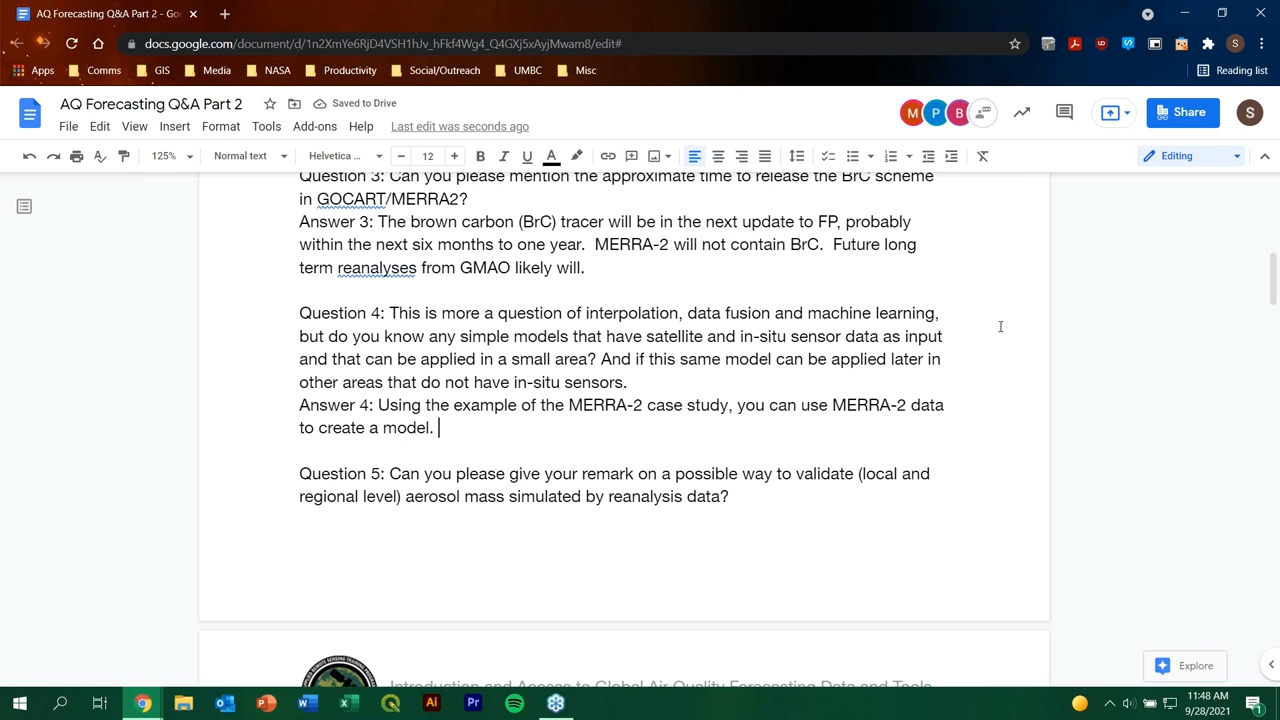 AQ Forecasting Q&A Part 2 - Goo
docs.google.com/document/d/1n2XmYe6RjD4VSH1hJv_hFkf4Wg4_Q4GXj5xAyjMwam8/edit#
S
Apps Comms GIS Media NASA Productivity Social/Outreach UMBC Misc Reading list
AQ Forecasting Q&A Part 2 Saved to Drive
M P B Share S
File Edit View Insert Format Tools Add-ons Help Last edit was seconds ago
125% Normal text Helvetica ... 12 B I U A Editing
Question 3: Can you please mention the approximate time to release the BrC scheme
in GOCART/MERRA2?
Answer 3: The brown carbon (BrC) tracer will be in the next update to FP, probably
within the next six months to one year. MERRA-2 will not contain BrC. Future long
term reanalyses from GMAO likely will.
Question 4: This is more a question of interpolation, data fusion and machine learning,
but do you know any simple models that have satellite and in-situ sensor data as input
and that can be applied in a small area? And if this same model can be applied later in
other areas that do not have in-situ sensors.
Answer 4: Using the example of the MERRA-2 case study, you can use MERRA-2 data
to create a model.
Question 5: Can you please give your remark on a possible way to validate (local and
regional level) aerosol mass simulated by reanalysis data?
Introduction and Access to Global Air Quality Forecasting Data and Tools
Explore
11:48 AM
9/28/2021